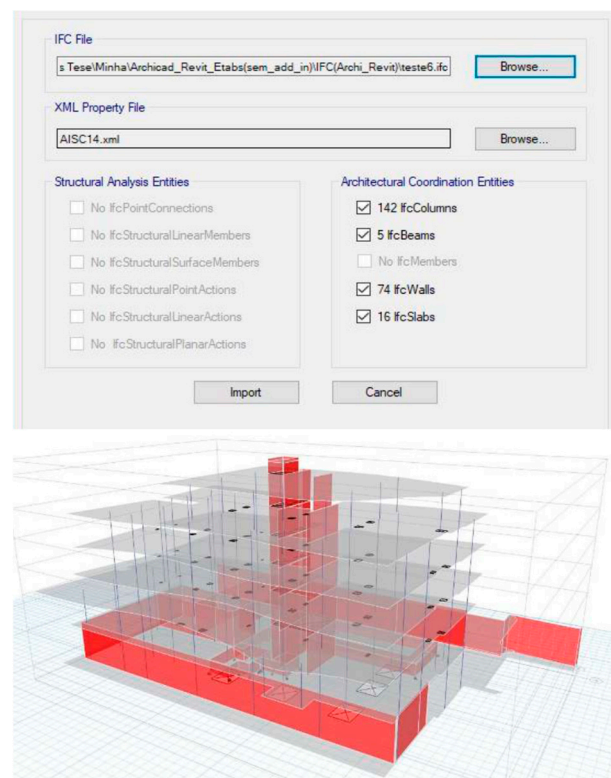 IFC File
s Tese\Minha\Archicad_Revit_Etabs(sem_add_in)\IFC(Archi_Revit)\teste6.ifc
Browse...
XML Property File
AISC14.xml
Browse...
Structural Analysis Entities
No IfcPointConnections
No IfcStructuralLinearMembers
No IfcStructuralSurfaceMembers
No IfcStructuralPointActions
No IfcStructuralLinearActions
No IfcStructuralPlanarActions
Architectural Coordination Entities
142 IfcColumns
5 IfcBeams
No IfcMembers
74 IfcWalls
16 IfcSlabs
Import
Cancel